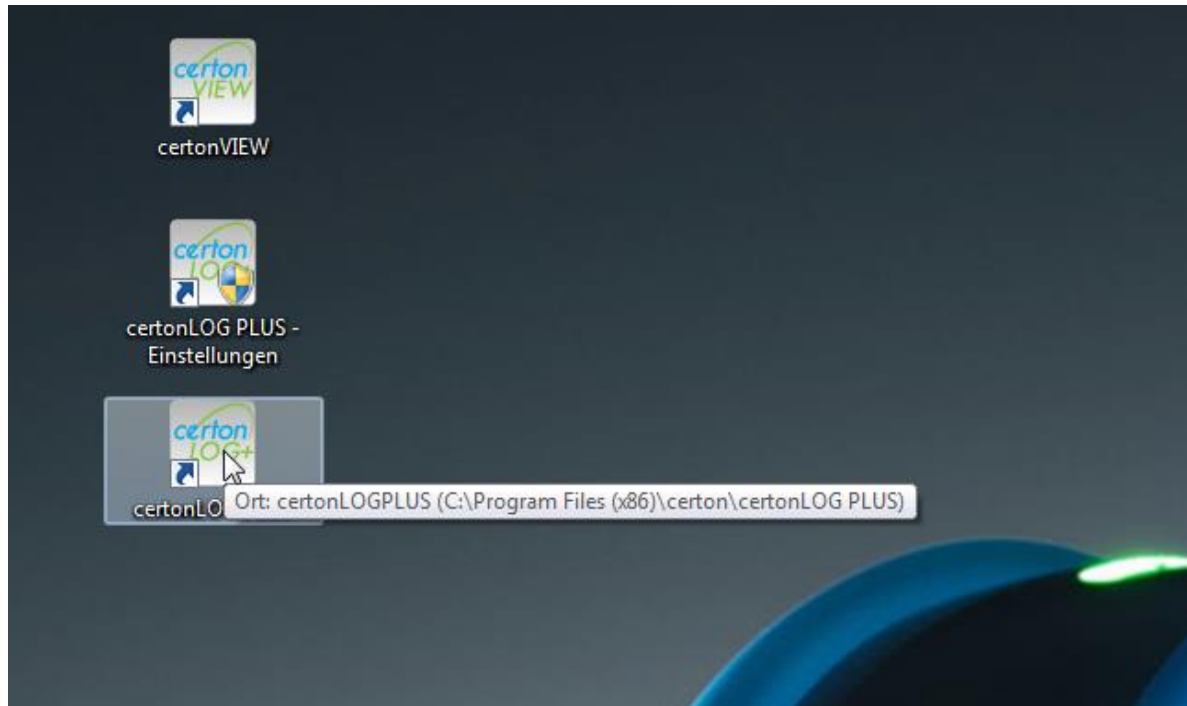 certon
VIEW
certonVIEW
certon
LOG
certonLOG PLUS -
Einstellungen
certon
LOG+
certonLO
Ort: certonLOGPLUS (C:\Program Files (x86)\certon\certonLOG PLUS)